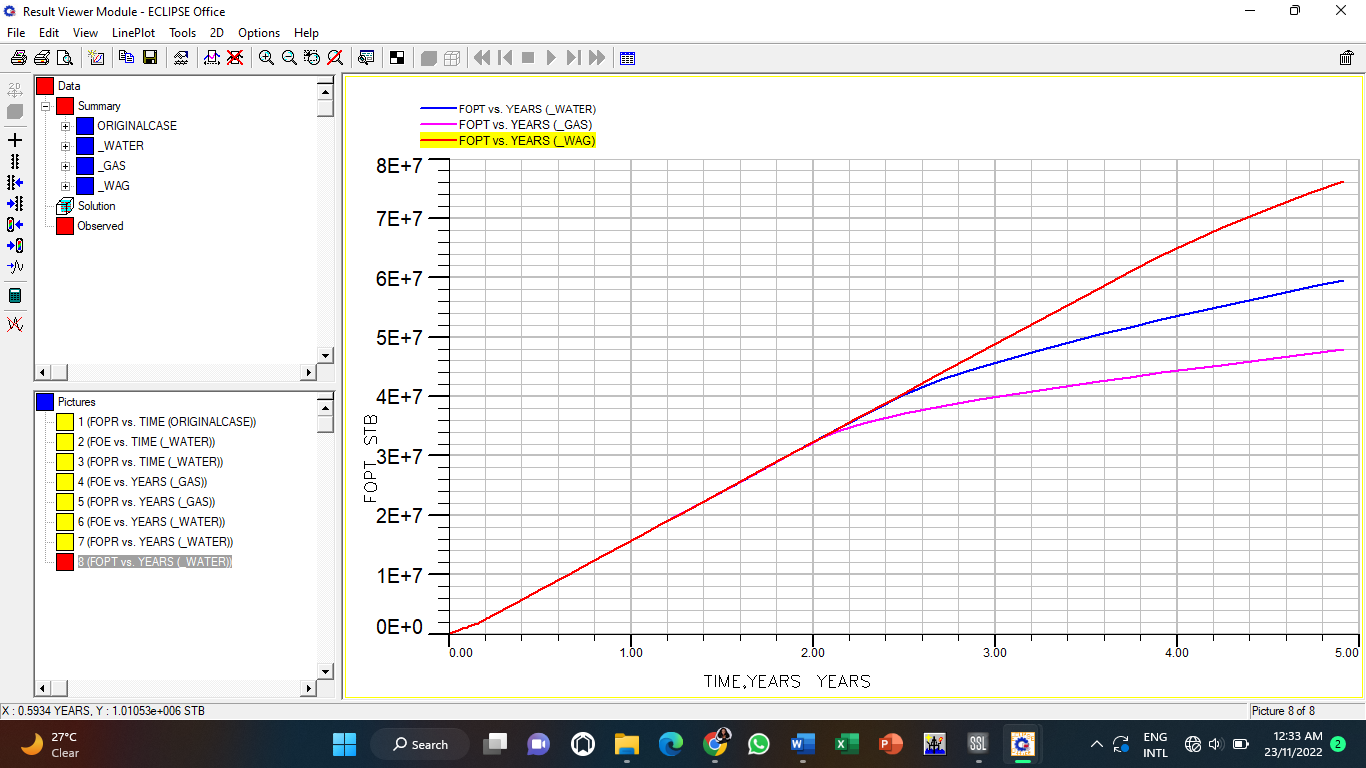 Result Viewer Module - ECLIPSE Office
File Edit View LinePlot Tools 2D Options Help
2D
Data
Summary
ORIGINALCASE
_WATER
_GAS
_WAG
Solution
Observed
Pictures
1 (FOPR vs. TIME (ORIGINALCASE))
2 (FOE vs. TIME (_WATER))
3 (FOPR vs. TIME (_WATER))
4 (FOE vs. YEARS (_GAS))
5 (FOPR vs. YEARS (_GAS))
6 (FOE vs. YEARS (_WATER))
7 (FOPR vs. YEARS (_WATER))
8 (FOPT vs. YEARS (_WATER))
FOPT vs. YEARS (_WATER)
FOPT vs. YEARS (_GAS)
FOPT vs. YEARS (_WAG)
8E+7
7E+7
6E+7
5E+7
4E+7
3E+7
2E+7
1E+7
0E+0
FOPT STB
0.00 1.00 2.00 3.00 4.00 5.00
TIME,YEARS YEARS
X : 0.5934 YEARS, Y : 1.01053e+006 STB
Picture 8 of 8
27°C
Clear
Search
SSL
ENG
INTL
12:33 AM
23/11/2022
2